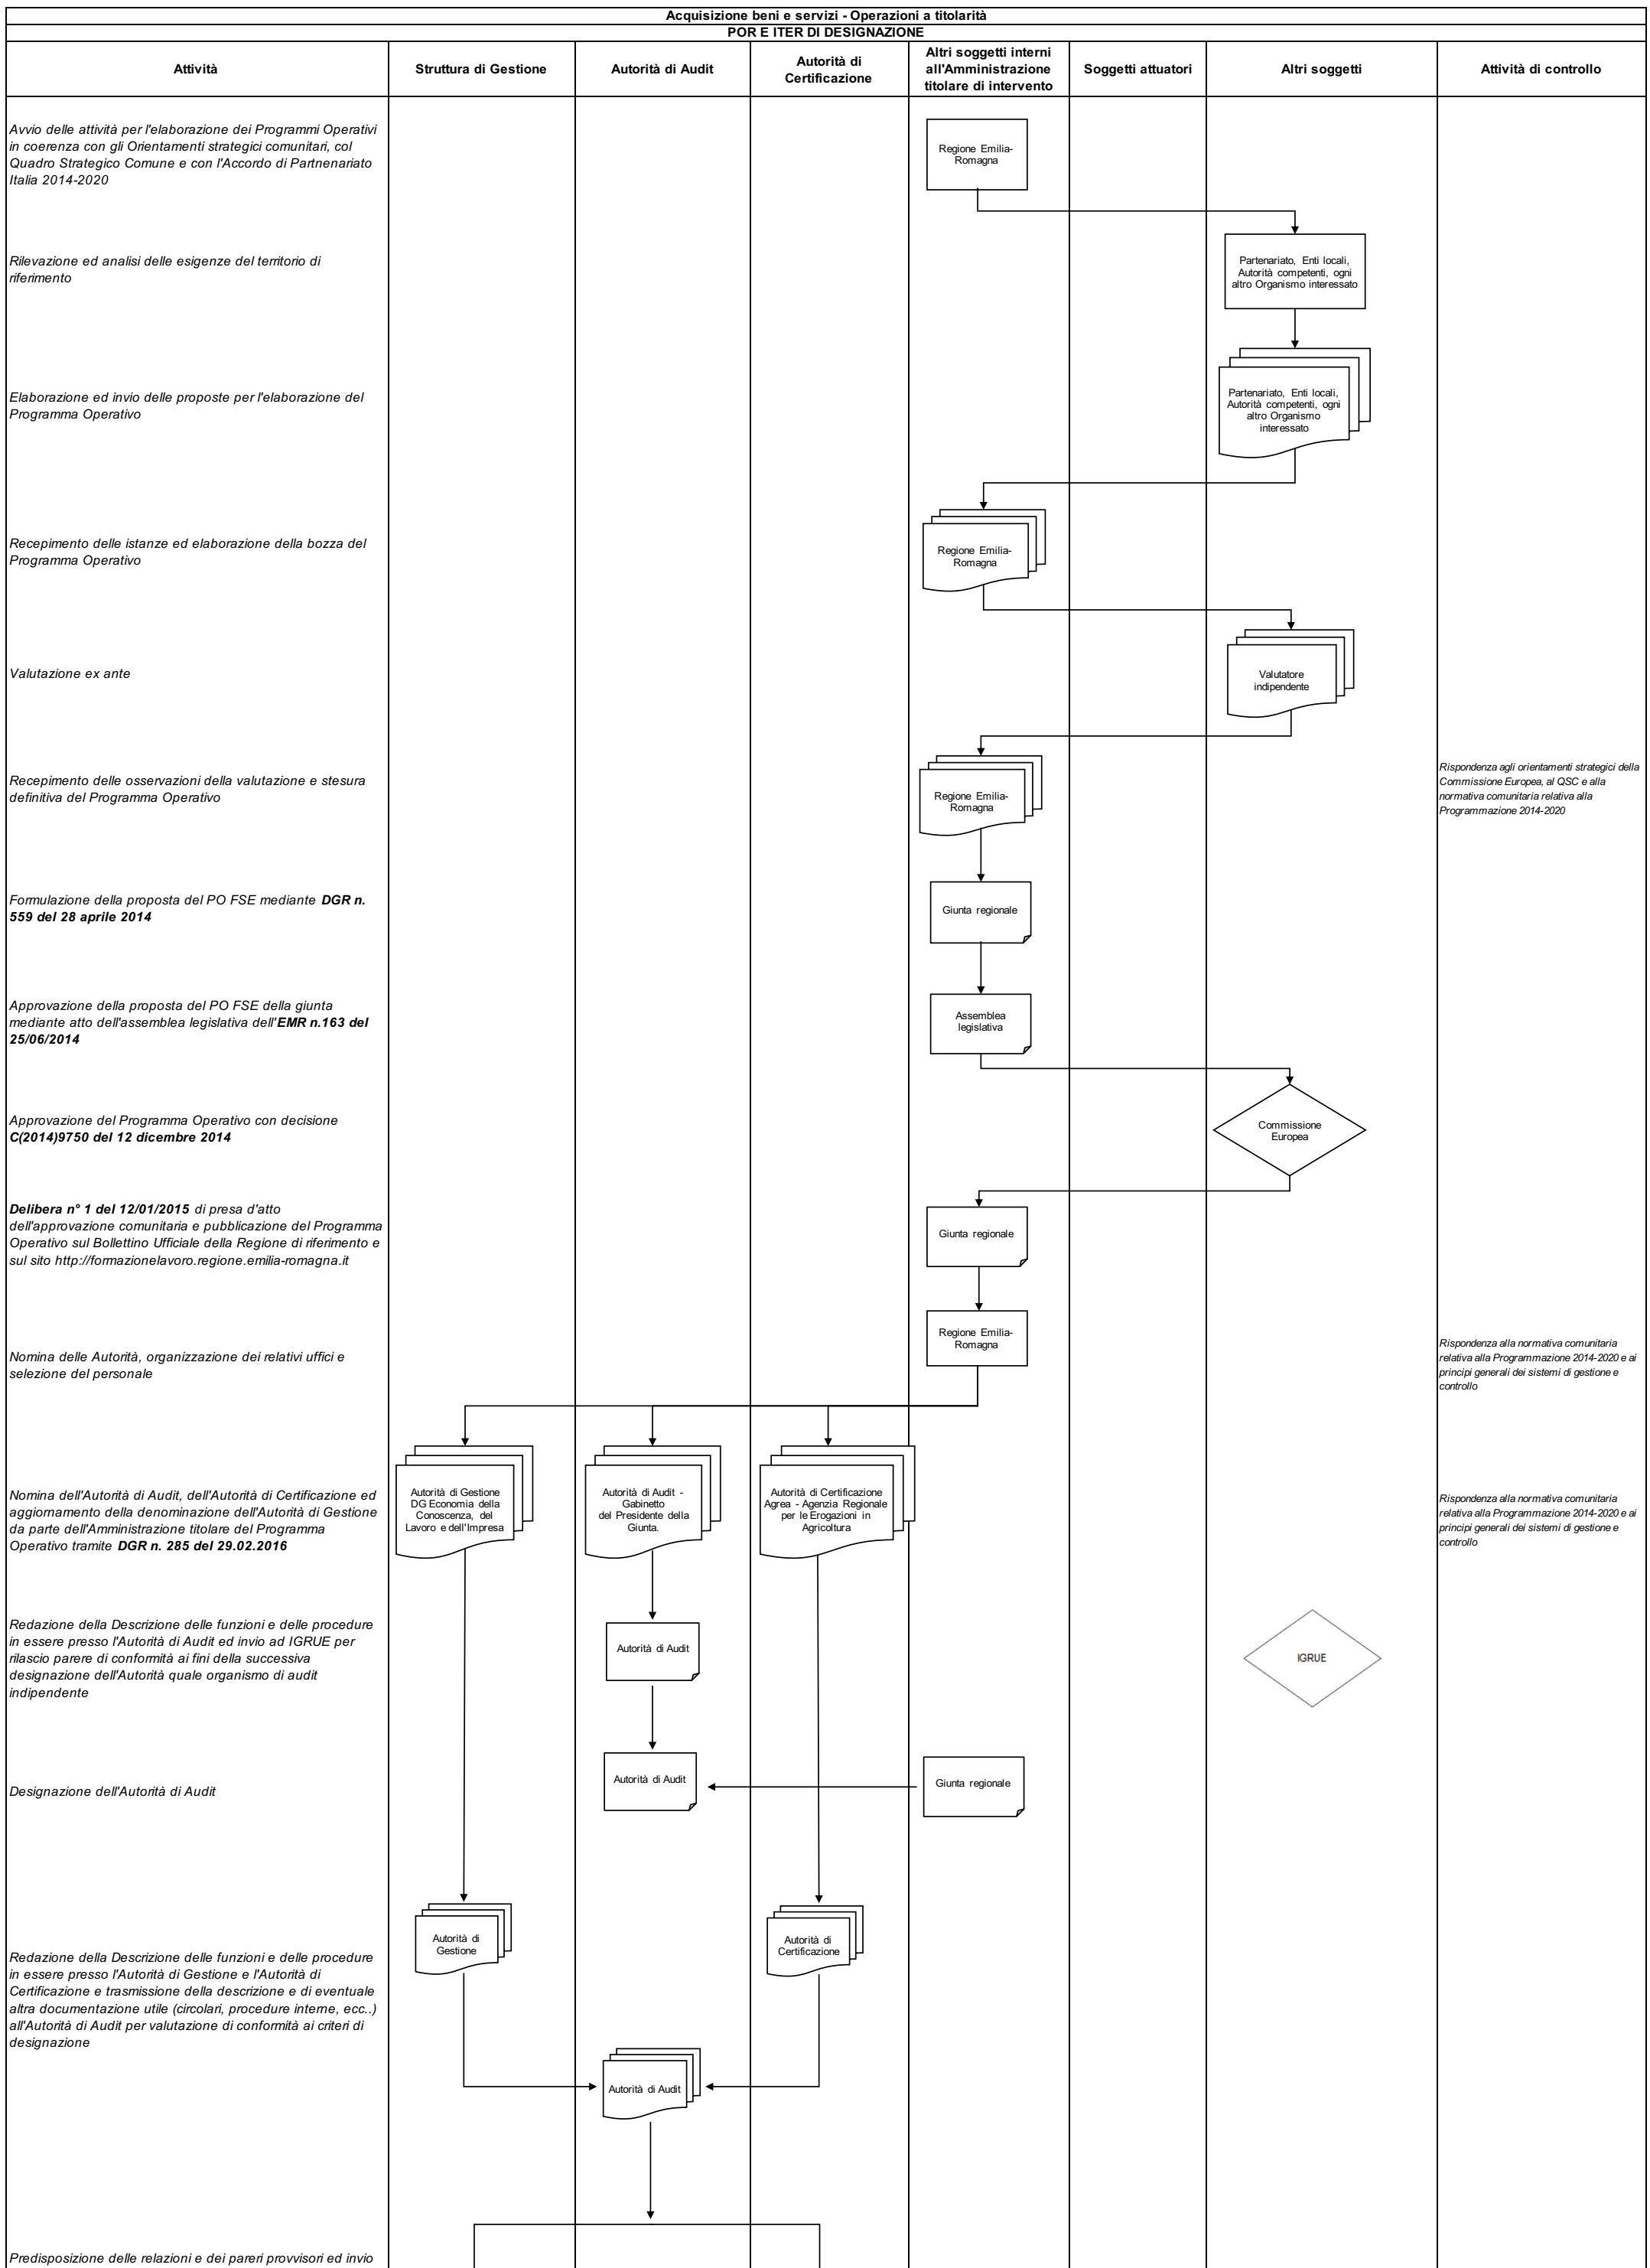 Acquisizione beni e servizi - Operazioni a titolarità
POR E ITER DI DESIGNAZIONE
Attività
Struttura di Gestione
Autorità di Audit
Autorità di
Certificazione
Altri soggetti interni
all'Amministrazione
titolare di intervento
Soggetti attuatori
Altri soggetti
Attività di controllo
Avvio delle attività per l'elaborazione dei Programmi Operativi
in coerenza con gli Orientamenti strategici comunitari, col
Quadro Strategico Comune e con l'Accordo di Partnenariato
Italia 2014-2020
Regione Emilia-
Romagna
Rilevazione ed analisi delle esigenze del territorio di
riferimento
Partenariato, Enti locali,
Autorità competenti, ogni
altro Organismo interessato
Elaborazione ed invio delle proposte per l'elaborazione del
Programma Operativo
Partenariato, Enti locali,
Autorità competenti, ogni
altro Organismo
interessato
Recepimento delle istanze ed elaborazione della bozza del
Programma Operativo
Regione Emilia-
Romagna
Valutazione ex ante
Valutatore
indipendente
Recepimento delle osservazioni della valutazione e stesura
definitiva del Programma Operativo
Regione Emilia-
Romagna
Rispondenza agli orientamenti strategici della
Commissione Europea, al QSC e alla
normativa comunitaria relativa alla
Programmazione 2014-2020
Formulazione della proposta del PO FSE mediante DGR n.
559 del 28 aprile 2014
Giunta regionale
Approvazione della proposta del PO FSE della giunta
mediante atto dell'assemblea legislativa dell'EMR n.163 del
25/06/2014
Assemblea
legislativa
Approvazione del Programma Operativo con decisione
C(2014)9750 del 12 dicembre 2014
Commissione
Europea
Delibera n° 1 del 12/01/2015 di presa d'atto
dell'approvazione comunitaria e pubblicazione del Programma
Operativo sul Bollettino Ufficiale della Regione di riferimento e
sul sito http://formazionelavoro.regione.emilia-romagna.it
Giunta regionale
Nomina delle Autorità, organizzazione dei relativi uffici e
selezione del personale
Regione Emilia-
Romagna
Rispondenza alla normativa comunitaria
relativa alla Programmazione 2014-2020 e ai
principi generali dei sistemi di gestione e
controllo
Nomina dell'Autorità di Audit, dell'Autorità di Certificazione ed
aggiornamento della denominazione dell'Autorità di Gestione
da parte dell'Amministrazione titolare del Programma
Operativo tramite DGR n. 285 del 29.02.2016
Autorità di Gestione
DG Economia della
Conoscenza, del
Lavoro e dell'Impresa
Autorità di Audit -
Gabinetto
del Presidente della
Giunta.
Autorità di Certificazione
Agrea - Agenzia Regionale
per le Erogazioni in
Agricoltura
Rispondenza alla normativa comunitaria
relativa alla Programmazione 2014-2020 e ai
principi generali dei sistemi di gestione e
controllo
Redazione della Descrizione delle funzioni e delle procedure
in essere presso l'Autorità di Audit ed invio ad IGRUE per
rilascio parere di conformità ai fini della successiva
designazione dell'Autorità quale organismo di audit
indipendente
Autorità di Audit
IGRUE
Designazione dell'Autorità di Audit
Autorità di Audit
Giunta regionale
Redazione della Descrizione delle funzioni e delle procedure
in essere presso l'Autorità di Gestione e l'Autorità di
Certificazione e trasmissione della descrizione e di eventuale
altra documentazione utile (circolari, procedure interne, ecc..)
all'Autorità di Audit per valutazione di conformità ai criteri di
designazione
Autorità di
Gestione
Autorità di
Certificazione
Autorità di Audit
Predisposizione delle relazioni e dei pareri provvisori ed invio